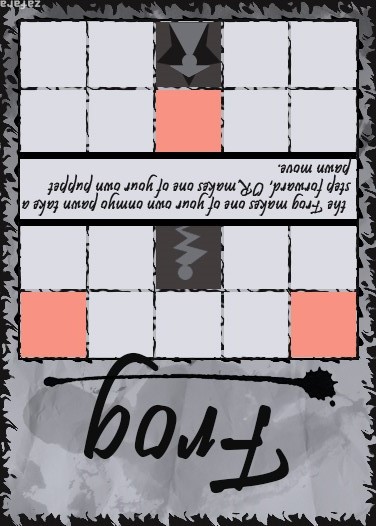 Frog
the Frog makes one of your own onmyo pawn take a
step forward, OR makes one of your own puppet
pawn move.
zafara